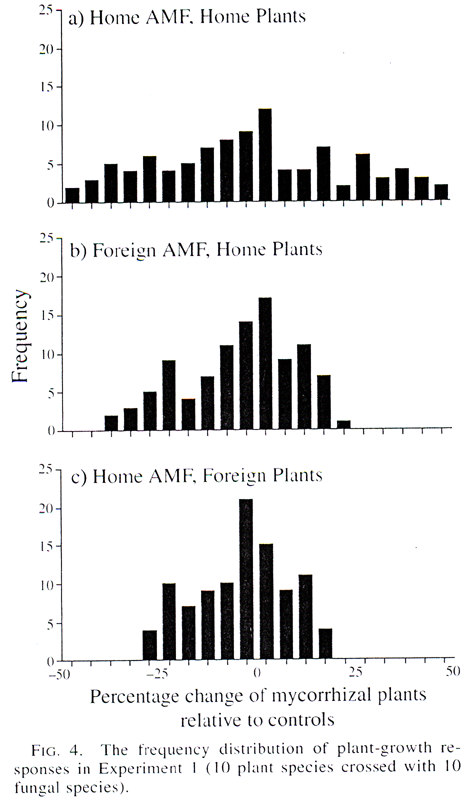 25
a) Home AMF, Home Plants
20
15
10
5
0
25
b) Foreign AMF, Home Plants
20
15
10
5
0
Frequency
25
c) Home AMF, Foreign Plants
20
15
10
5
0
-50 -25 0 25 50
Percentage change of mycorrhizal plants
relative to controls
FIG. 4. The frequency distribution of plant-growth re-
sponses in Experiment 1 (10 plant species crossed with 10
fungal species).